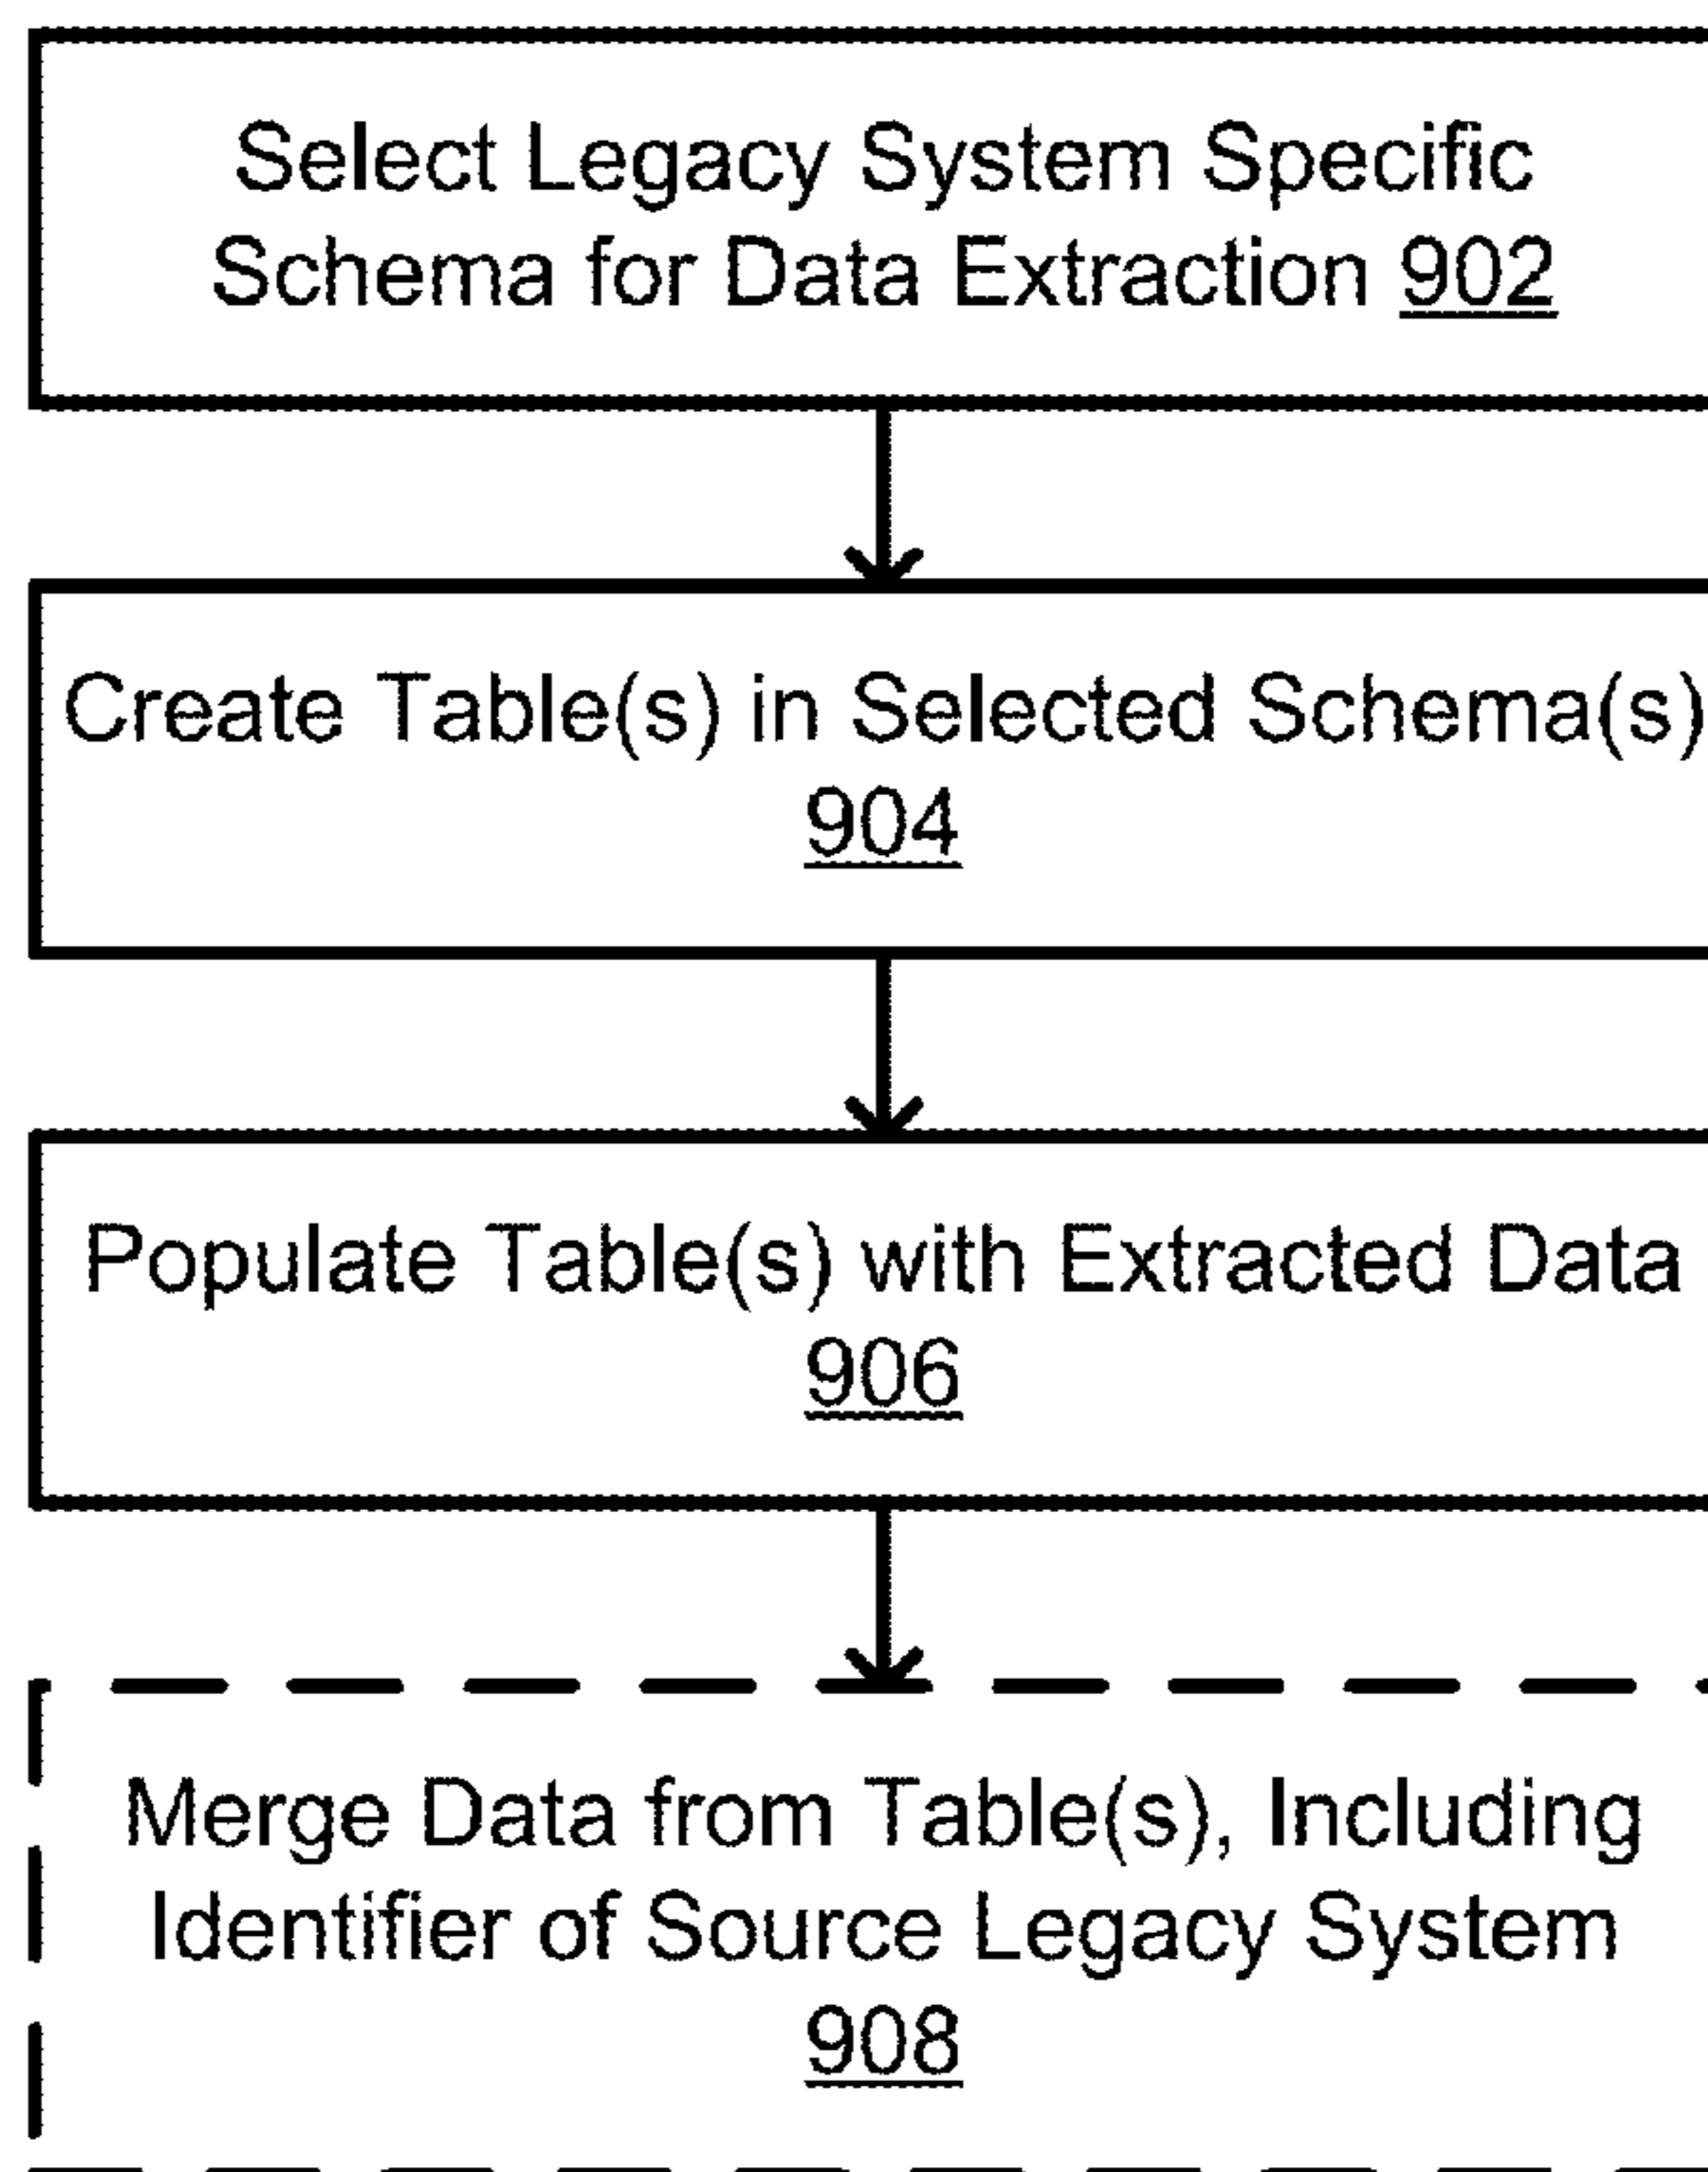 Select Legacy System Specific
Schema for Data Extraction 902
Create Table(s) in Selected Schema(s)
904
Populate Table(s) with Extracted Data
906
Merge Data from Table(s), Including
Identifier of Source Legacy System
908